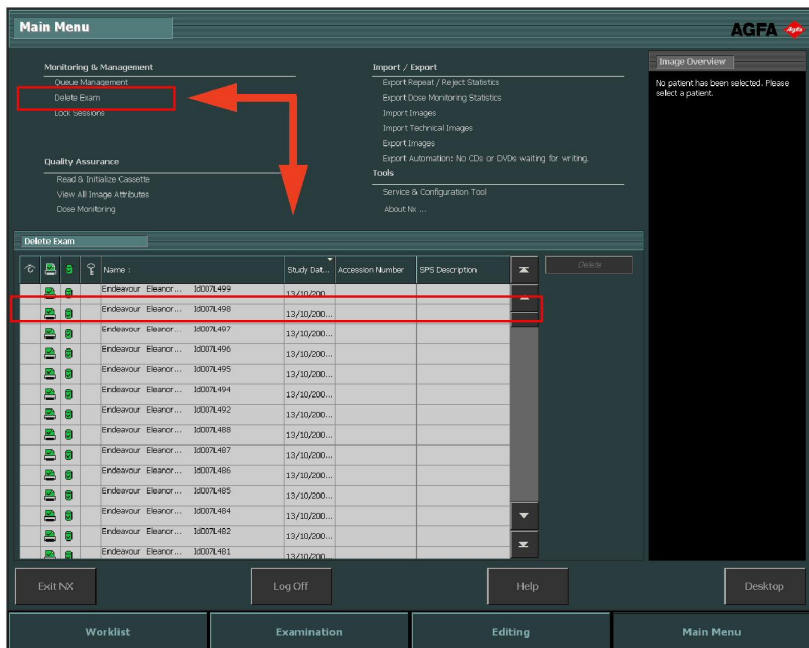 Main Menu
AGFA
Agfa
Monitoring & Management
Queue Management
Delete Exam
Lock Sessions
Quality Assurance
Read & Initialize Cassette
View All Image Attributes
Dose Monitoring
Import / Export
Export Repeat / Reject Statistics
Export Dose Monitoring Statistics
Import Images
Import Technical Images
Export Images
Export Automation: No CDs or DVDs waiting for writing.
Tools
Service & Configuration Tool
About Nx ...
Image Overview
No patient has been selected. Please
select a patient.
Delete Exam
Name : Study Dat... Accession Number SPS Description
Delete
Endeavour Eleanor... Id007L499 13/10/200...
Endeavour Eleanor... Id007L498 13/10/200...
Endeavour Eleanor... Id007L497 13/10/200...
Endeavour Eleanor... Id007L496 13/10/200...
Endeavour Eleanor... Id007L495 13/10/200...
Endeavour Eleanor... Id007L494 13/10/200...
Endeavour Eleanor... Id007L492 13/10/200...
Endeavour Eleanor... Id007L488 13/10/200...
Endeavour Eleanor... Id007L487 13/10/200...
Endeavour Eleanor... Id007L486 13/10/200...
Endeavour Eleanor... Id007L485 13/10/200...
Endeavour Eleanor... Id007L484 13/10/200...
Endeavour Eleanor... Id007L482 13/10/200...
Endeavour Eleanor... Id007L481 13/10/200...
Exit NX
Log Off
Help
Desktop
Worklist
Examination
Editing
Main Menu